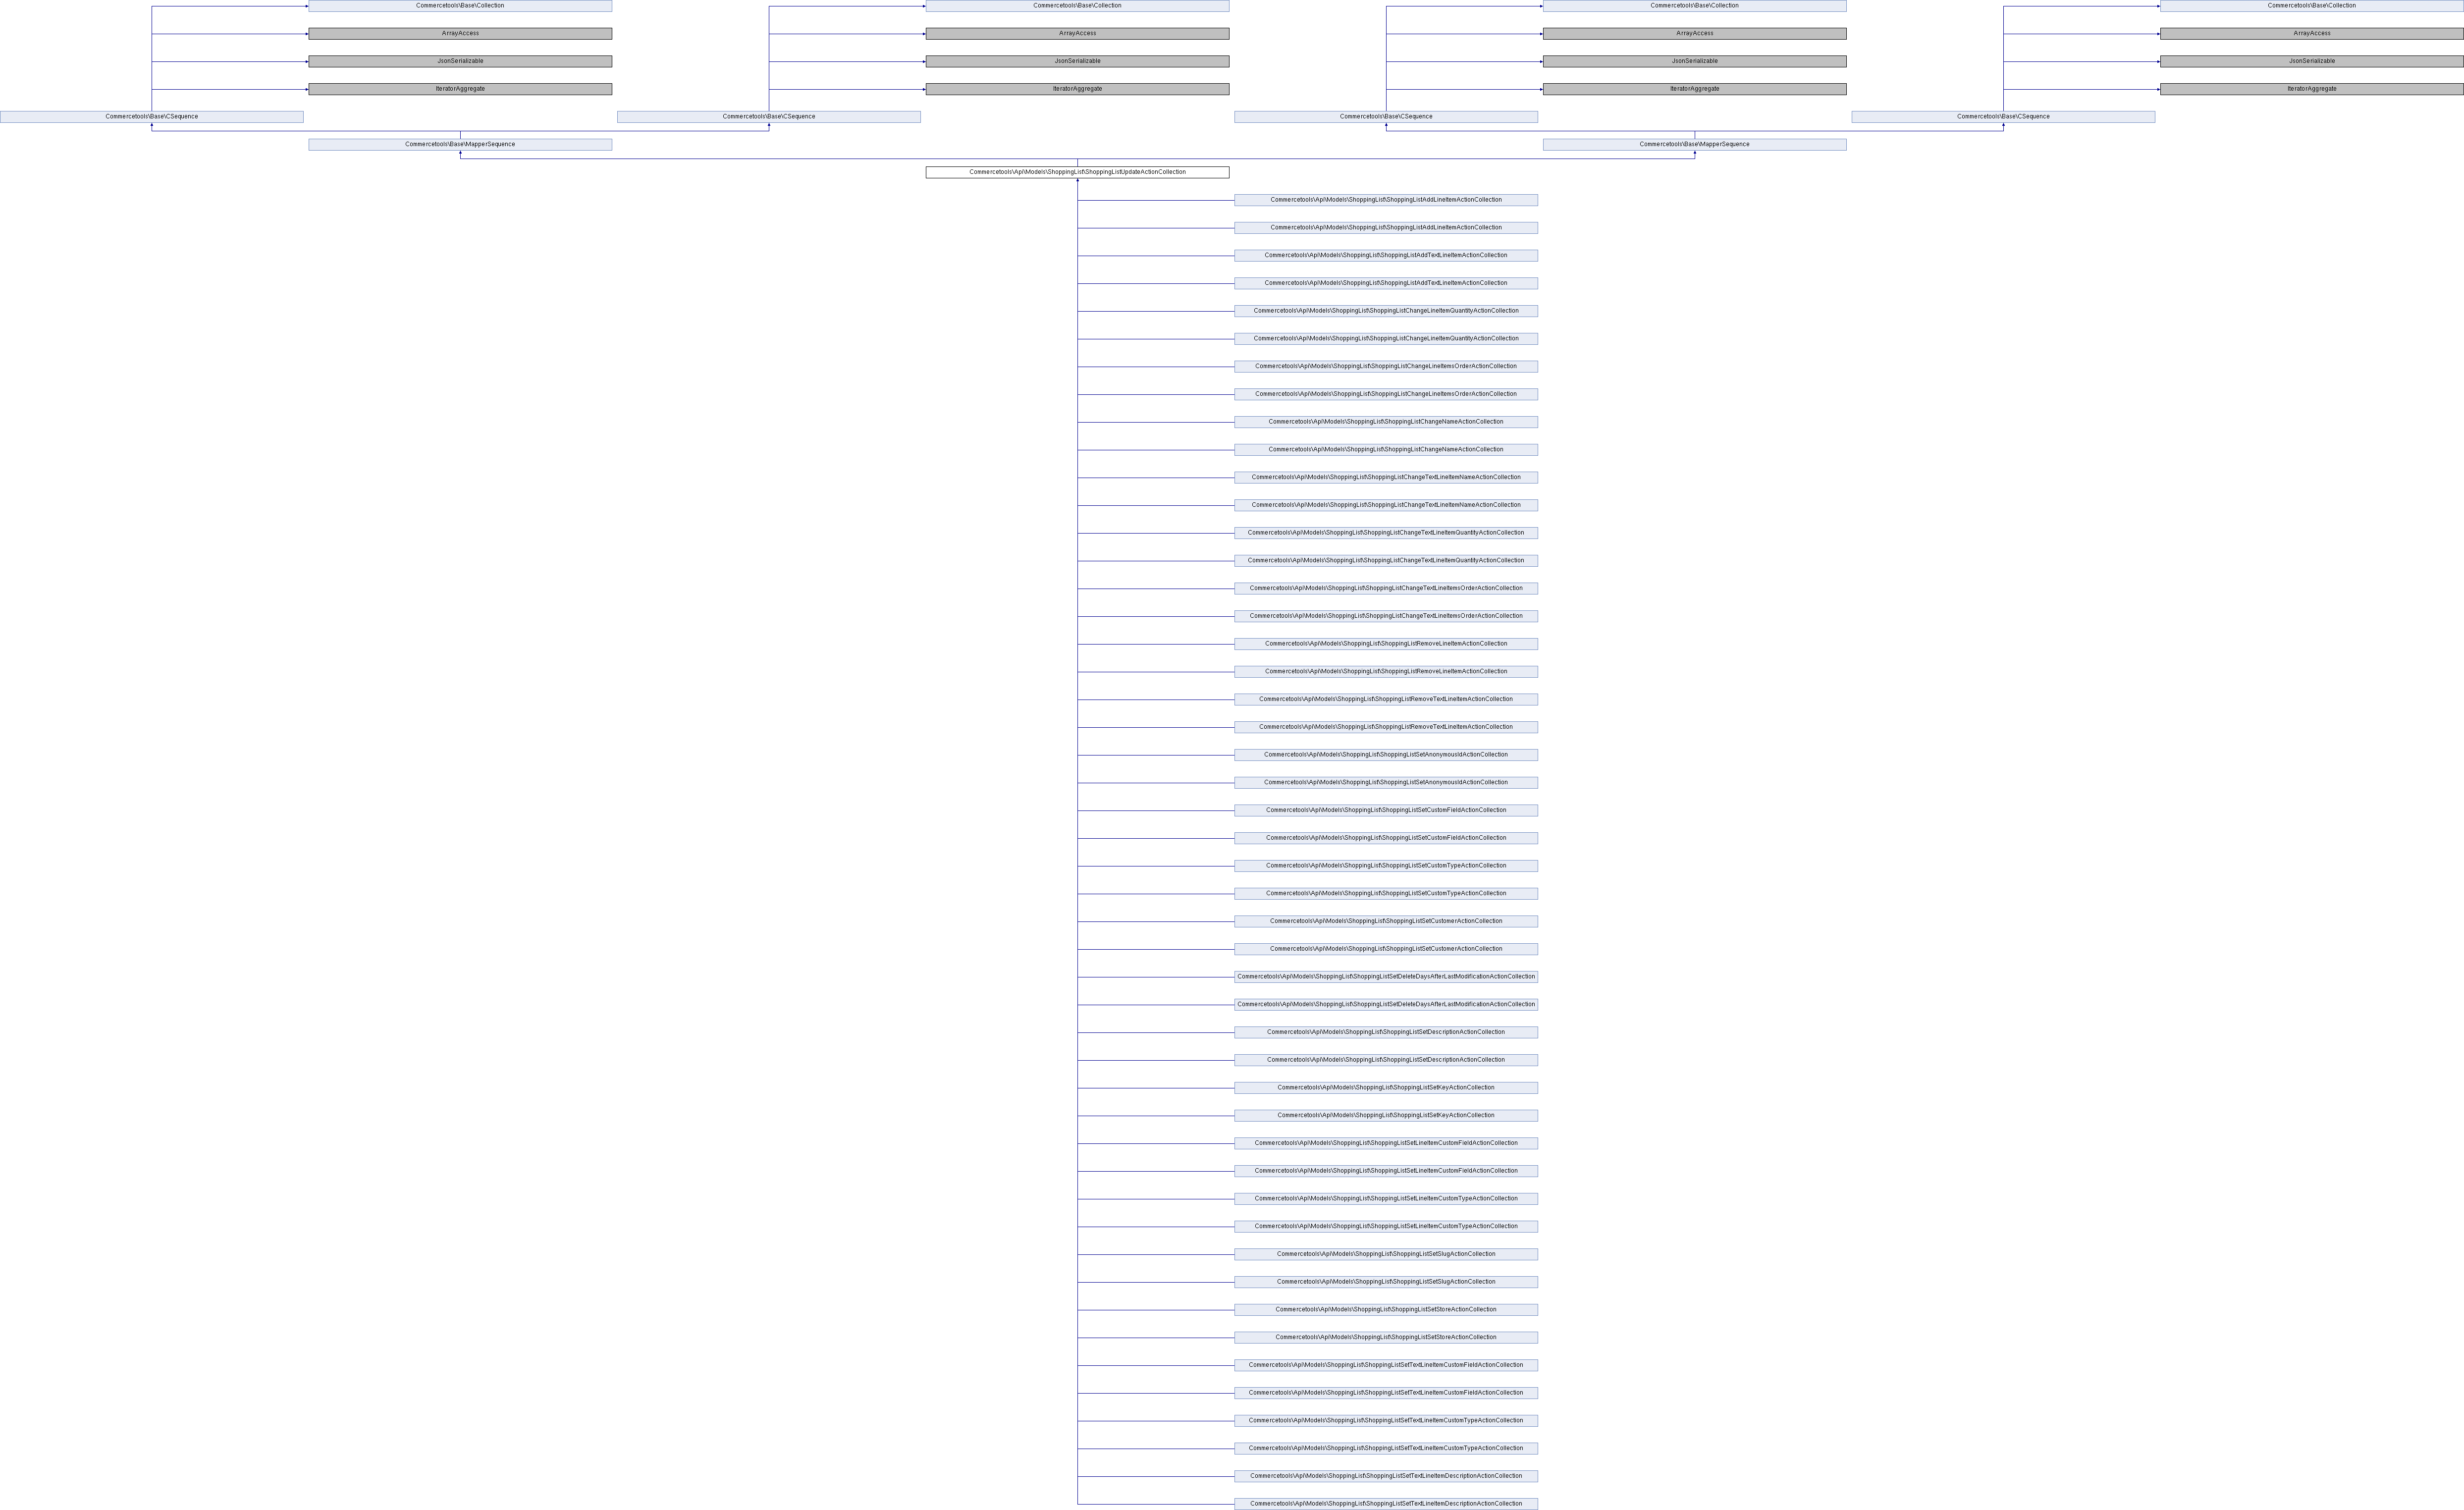 Commercetools\Base\Collection Commercetools\Base\Collection Commercetools\Base\Collection Commercetools\Base\Collection
ArrayAccess ArrayAccess ArrayAccess ArrayAccess
JsonSerializable JsonSerializable JsonSerializable JsonSerializable
IteratorAggregate IteratorAggregate IteratorAggregate IteratorAggregate
Commercetools\Base\CSequence Commercetools\Base\CSequence Commercetools\Base\CSequence Commercetools\Base\CSequence
Commercetools\Base\MapperSequence Commercetools\Base\MapperSequence
Commercetools\Api\Models\ShoppingList\ShoppingListUpdateActionCollection
Commercetools\Api\Models\ShoppingList\ShoppingListAddLineItemActionCollection
Commercetools\Api\Models\ShoppingList\ShoppingListAddLineItemActionCollection
Commercetools\Api\Models\ShoppingList\ShoppingListAddTextLineItemActionCollection
Commercetools\Api\Models\ShoppingList\ShoppingListAddTextLineItemActionCollection
Commercetools\Api\Models\ShoppingList\ShoppingListChangeLineItemQuantityActionCollection
Commercetools\Api\Models\ShoppingList\ShoppingListChangeLineItemQuantityActionCollection
Commercetools\Api\Models\ShoppingList\ShoppingListChangeLineItemsOrderActionCollection
Commercetools\Api\Models\ShoppingList\ShoppingListChangeLineItemsOrderActionCollection
Commercetools\Api\Models\ShoppingList\ShoppingListChangeNameActionCollection
Commercetools\Api\Models\ShoppingList\ShoppingListChangeNameActionCollection
Commercetools\Api\Models\ShoppingList\ShoppingListChangeTextLineItemNameActionCollection
Commercetools\Api\Models\ShoppingList\ShoppingListChangeTextLineItemNameActionCollection
Commercetools\Api\Models\ShoppingList\ShoppingListChangeTextLineItemQuantityActionCollection
Commercetools\Api\Models\ShoppingList\ShoppingListChangeTextLineItemQuantityActionCollection
Commercetools\Api\Models\ShoppingList\ShoppingListChangeTextLineItemsOrderActionCollection
Commercetools\Api\Models\ShoppingList\ShoppingListChangeTextLineItemsOrderActionCollection
Commercetools\Api\Models\ShoppingList\ShoppingListRemoveLineItemActionCollection
Commercetools\Api\Models\ShoppingList\ShoppingListRemoveLineItemActionCollection
Commercetools\Api\Models\ShoppingList\ShoppingListRemoveTextLineItemActionCollection
Commercetools\Api\Models\ShoppingList\ShoppingListRemoveTextLineItemActionCollection
Commercetools\Api\Models\ShoppingList\ShoppingListSetAnonymousIdActionCollection
Commercetools\Api\Models\ShoppingList\ShoppingListSetAnonymousIdActionCollection
Commercetools\Api\Models\ShoppingList\ShoppingListSetCustomFieldActionCollection
Commercetools\Api\Models\ShoppingList\ShoppingListSetCustomFieldActionCollection
Commercetools\Api\Models\ShoppingList\ShoppingListSetCustomTypeActionCollection
Commercetools\Api\Models\ShoppingList\ShoppingListSetCustomTypeActionCollection
Commercetools\Api\Models\ShoppingList\ShoppingListSetCustomerActionCollection
Commercetools\Api\Models\ShoppingList\ShoppingListSetCustomerActionCollection
Commercetools\Api\Models\ShoppingList\ShoppingListSetDeleteDaysAfterLastModificationActionCollection
Commercetools\Api\Models\ShoppingList\ShoppingListSetDeleteDaysAfterLastModificationActionCollection
Commercetools\Api\Models\ShoppingList\ShoppingListSetDescriptionActionCollection
Commercetools\Api\Models\ShoppingList\ShoppingListSetDescriptionActionCollection
Commercetools\Api\Models\ShoppingList\ShoppingListSetKeyActionCollection
Commercetools\Api\Models\ShoppingList\ShoppingListSetKeyActionCollection
Commercetools\Api\Models\ShoppingList\ShoppingListSetLineItemCustomFieldActionCollection
Commercetools\Api\Models\ShoppingList\ShoppingListSetLineItemCustomFieldActionCollection
Commercetools\Api\Models\ShoppingList\ShoppingListSetLineItemCustomTypeActionCollection
Commercetools\Api\Models\ShoppingList\ShoppingListSetLineItemCustomTypeActionCollection
Commercetools\Api\Models\ShoppingList\ShoppingListSetSlugActionCollection
Commercetools\Api\Models\ShoppingList\ShoppingListSetSlugActionCollection
Commercetools\Api\Models\ShoppingList\ShoppingListSetStoreActionCollection
Commercetools\Api\Models\ShoppingList\ShoppingListSetStoreActionCollection
Commercetools\Api\Models\ShoppingList\ShoppingListSetTextLineItemCustomFieldActionCollection
Commercetools\Api\Models\ShoppingList\ShoppingListSetTextLineItemCustomFieldActionCollection
Commercetools\Api\Models\ShoppingList\ShoppingListSetTextLineItemCustomTypeActionCollection
Commercetools\Api\Models\ShoppingList\ShoppingListSetTextLineItemCustomTypeActionCollection
Commercetools\Api\Models\ShoppingList\ShoppingListSetTextLineItemDescriptionActionCollection
Commercetools\Api\Models\ShoppingList\ShoppingListSetTextLineItemDescriptionActionCollection